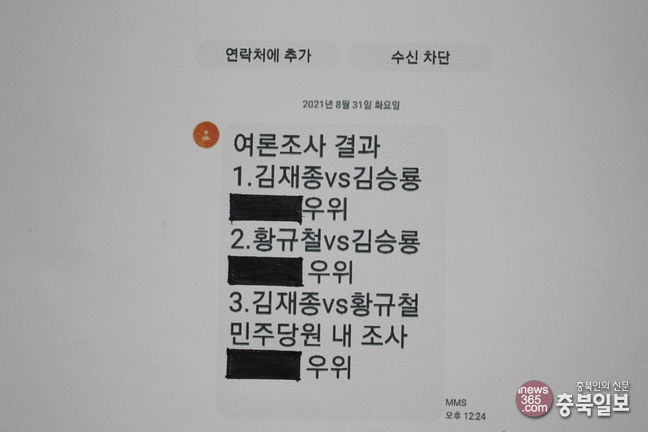 연락처에 추가
수신 차단
2021년 8월 31일 화요일
여론조사 결과
1.김재종vs김승룡
우위
2.황규철vs김승룡
우위
3.김재종vs황규철
민주당원 내 조사
우위
MMS
오후 12:24
충북인의 신문
inews
365.com
충북일보